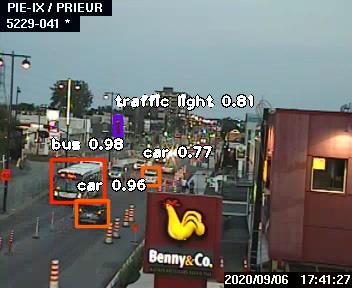 PIE-IX / PRIEUR
5229-041 *
traffic light 0.81
bus 0.98
car 0.77
car 0.96
Benny&Co.
2020/09/06 17:41:27